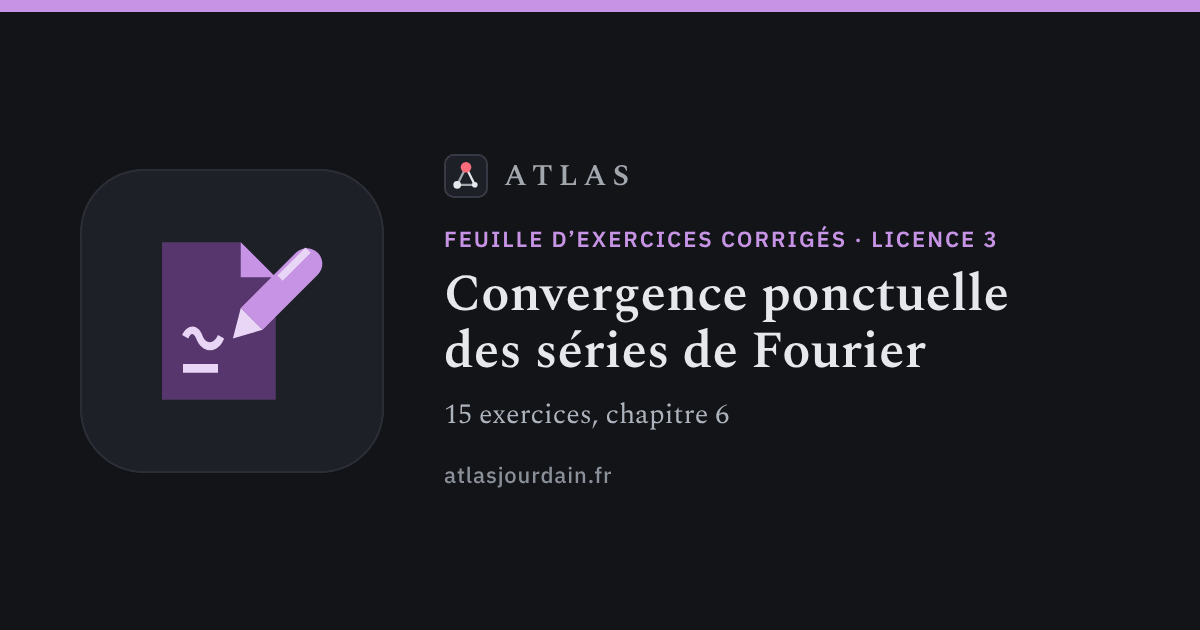 ATLAS
FEUILLE D’EXERCICES CORRIGÉS · LICENCE 3
Convergence ponctuelle
des séries de Fourier
15 exercices, chapitre 6
atlasjourdain.fr